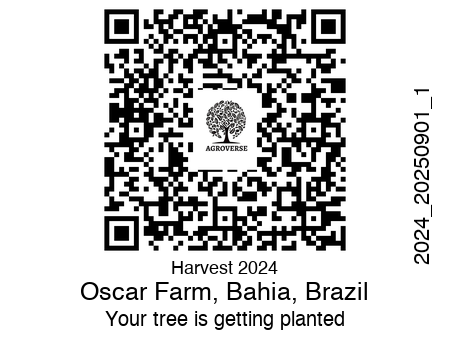 AGROVERSE
Harvest 2024
Oscar Farm, Bahia, Brazil
Your tree is getting planted
2024_20250901_1